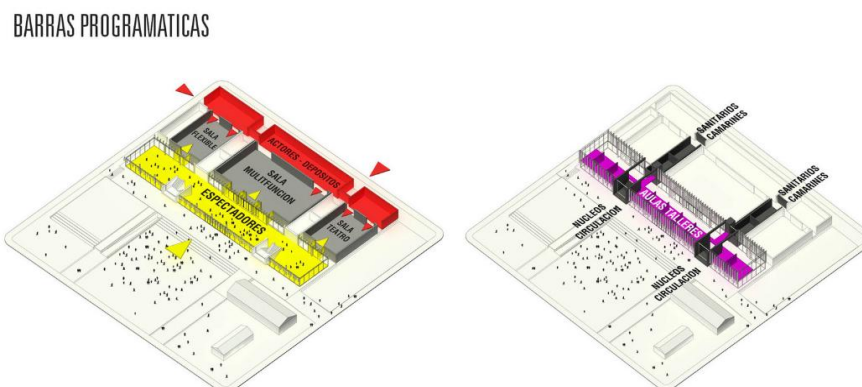 BARRAS PROGRAMATICAS
SALA
FLEXIBLE
ACTORES - DEPOSITOS
SALA
MULITFUNCION
ESPECTADORES
SALA
TEATRO
SANITARIOS
CAMARINES
SANITARIOS
CAMARINES
AULAS TALLERES
NUCLEOS
CIRCULACION
NUCLEOS
CIRCULACION